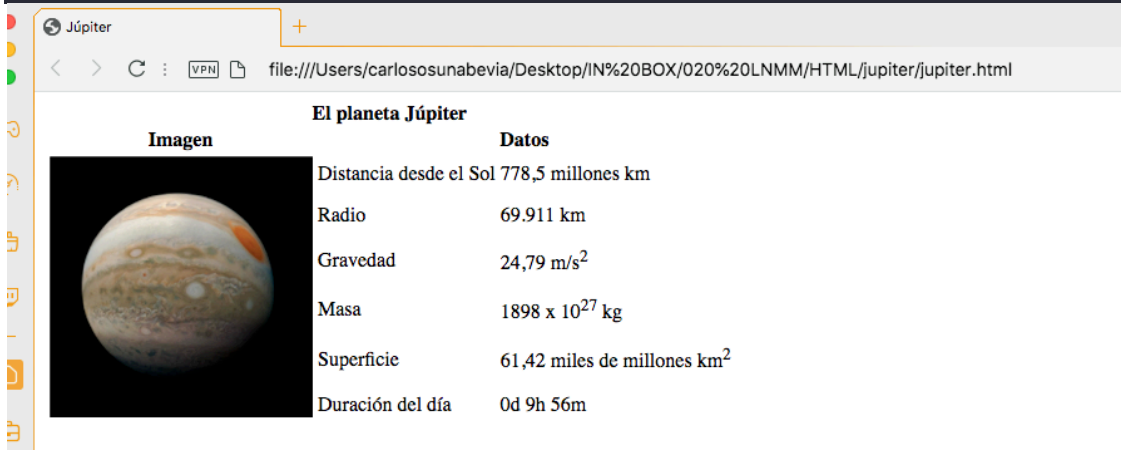 Júpiter
VPN file:///Users/carlososunabevia/Desktop/IN%20BOX/020%20LNMM/HTML/jupiter/jupiter.html
El planeta Júpiter
Imagen Datos
Distancia desde el Sol 778,5 millones km
Radio 69.911 km
Gravedad 24,79 m/s²
Masa 1898 x 10²⁷ kg
Superficie 61,42 miles de millones km²
Duración del día 0d 9h 56m